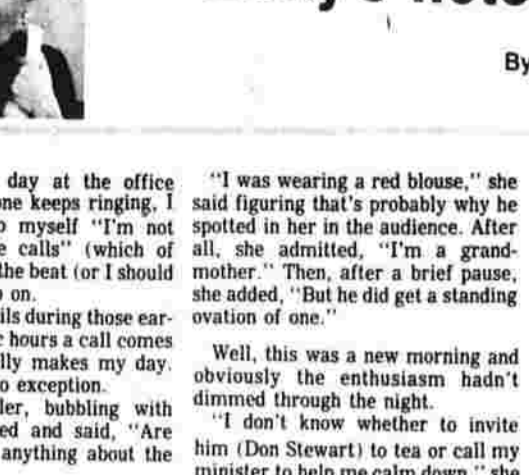 By
day at the office
one keeps ringing, I
myself "I'm not
calls" (which of
the beat (or I should
on.
ils during those ear-
hours a call comes
lly makes my day.
o exception.
ler, bubbling with
ed and said, "Are
anything about the
"I was wearing a red blouse," she
said figuring that's probably why he
spotted in her in the audience. After
all, she admitted, "I'm a grand-
mother." Then, after a brief pause,
she added, "But he did get a standing
ovation of one."
Well, this was a new morning and
obviously the enthusiasm hadn't
dimmed through the night.
"I don't know whether to invite
him (Don Stewart) to tea or call my
minister to help me calm down," she